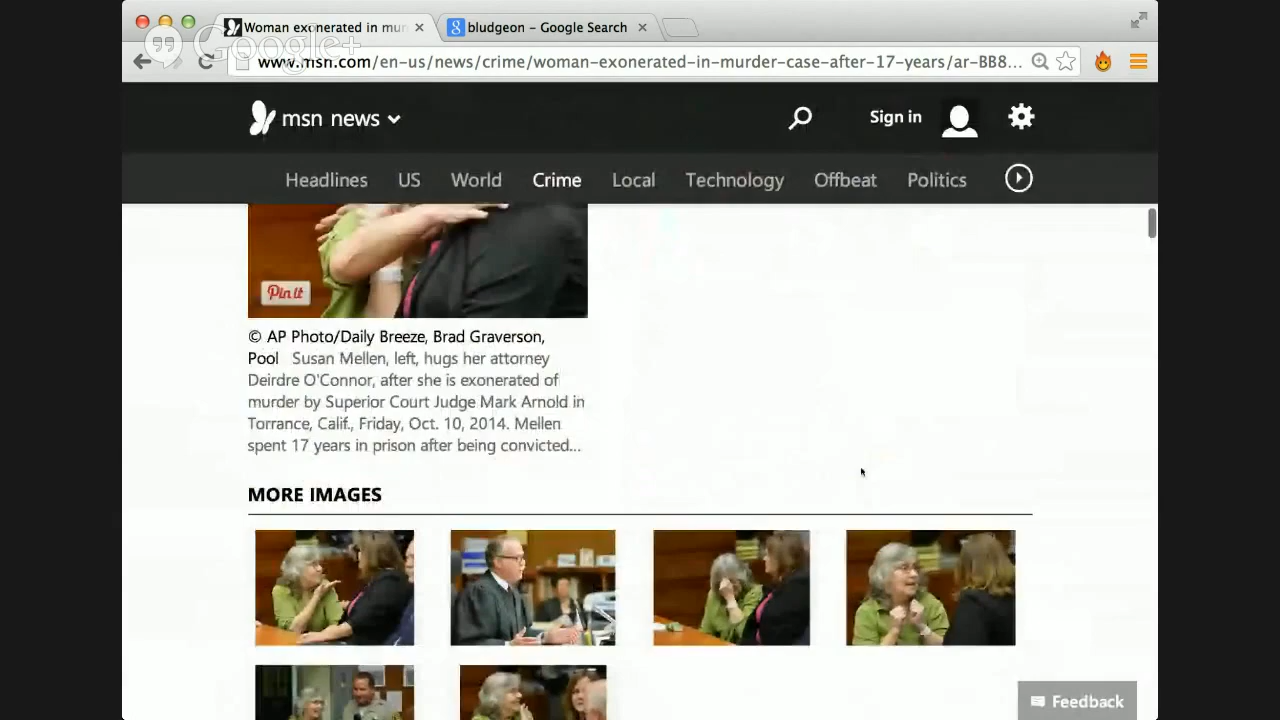 Woman exonerated in mur
bludgeon - Google Search
Google+
www.msn.com/en-us/news/crime/woman-exonerated-in-murder-case-after-17-years/ar-BB8...
msn news
Sign in
Headlines US World Crime Local Technology Offbeat Politics
Pin it
© AP Photo/Daily Breeze, Brad Graverson,
Pool Susan Mellen, left, hugs her attorney
Deirdre O'Connor, after she is exonerated of
murder by Superior Court Judge Mark Arnold in
Torrance, Calif., Friday, Oct. 10, 2014. Mellen
spent 17 years in prison after being convicted...
MORE IMAGES
Feedback